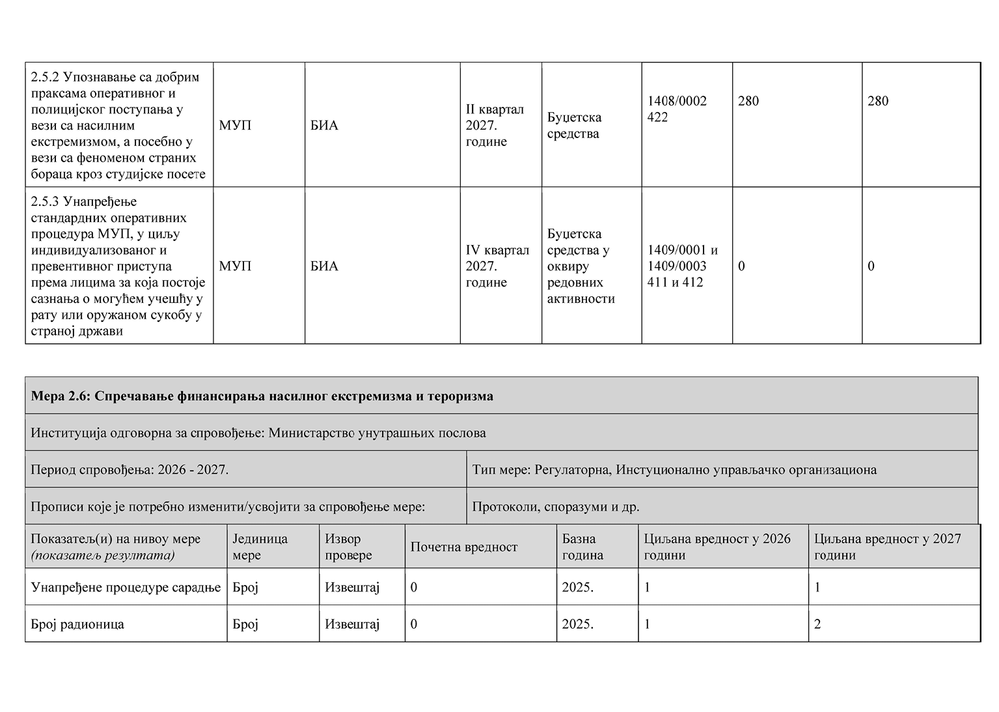 2.5.2 Упознавање са добрим
праксама оперативног и
полицијског поступања у
вези са насилним
екстремизмом, а посебно у
вези са феноменом страних
бораца кроз студијске посете
МУП
БИА
II квартал
2027.
године
Буџетска
средства
1408/0002
422
280
280
2.5.3 Унапређење
стандардних оперативних
процедура МУП, у циљу
индивидуализованог и
превентивног приступа
према лицима за која постоје
сазнања о могућем учешћу у
рату или оружаном сукобу у
страној држави
МУП
БИА
IV квартал
2027.
године
Буџетска
средства у
оквиру
редовних
активности
1409/0001 и
1409/0003
411 и 412
0
0
Мера 2.6: Спречавање финансирања насилног екстремизма и тероризма
Институција одговорна за спровођење: Министарство унутрашњих послова
Период спровођења: 2026 - 2027.
Тип мере: Регулаторна, Инстуционално управљачко организациона
Прописи које је потребно изменити/усвојити за спровођење мере:
Протоколи, споразуми и др.
Показатељ(и) на нивоу мере
(показатељ резултата)
Јединица
мере
Извор
провере
Почетна вредност
Базна
година
Циљана вредност у 2026
години
Циљана вредност у 2027
години
Унапређене процедуре сарадње
Број
Извештај
0
2025.
1
1
Број радионица
Број
Извештај
0
2025.
1
2